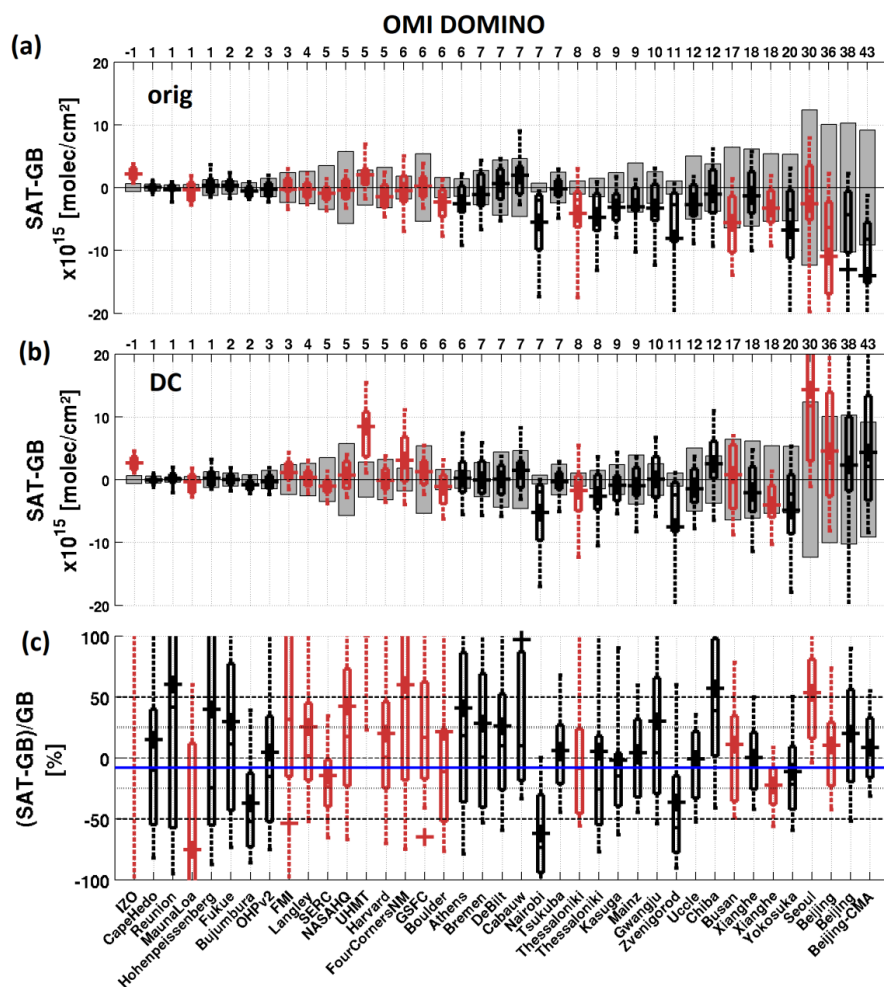 OMI DOMINO
(a)
-1 1 1 1 1 2 2 3 3 4 5 5 5 5 6 6 6 6 7 7 7 7 7 8 8 9 9 10 11 12 12 17 18 18 20 30 36 38 43
20
orig
10
0
-10
-20
SAT-GB
x10¹⁵ [molec/cm²]
(b)
-1 1 1 1 1 2 2 3 3 4 5 5 5 5 6 6 6 6 7 7 7 7 7 8 8 9 9 10 11 12 12 17 18 18 20 30 36 38 43
20
DC
10
0
-10
-20
SAT-GB
x10¹⁵ [molec/cm²]
(c)
100
50
0
-50
-100
(SAT-GB)/GB
[%]
IZO
CapeHedo
Reunion
MaunaLoa
Hohenpeissenberg
FuKue
Bujumbura
OHPv2
FMI
Langley
SERC
NASAHQ
UHMT
Harvard
FourCornersNM
GSFC
Boulder
Athens
Bremen
DeBilt
Cabauw
Nairobi
Tsukuba
Thessaloniki
Thessaloniki
Kasuga
Mainz
Gwangju
Zvenigorod
Uccle
Chiba
Busan
Xianghe
Xianghe
Yokosuka
Seoul
Beijing
Beijing
Beijing-CMA